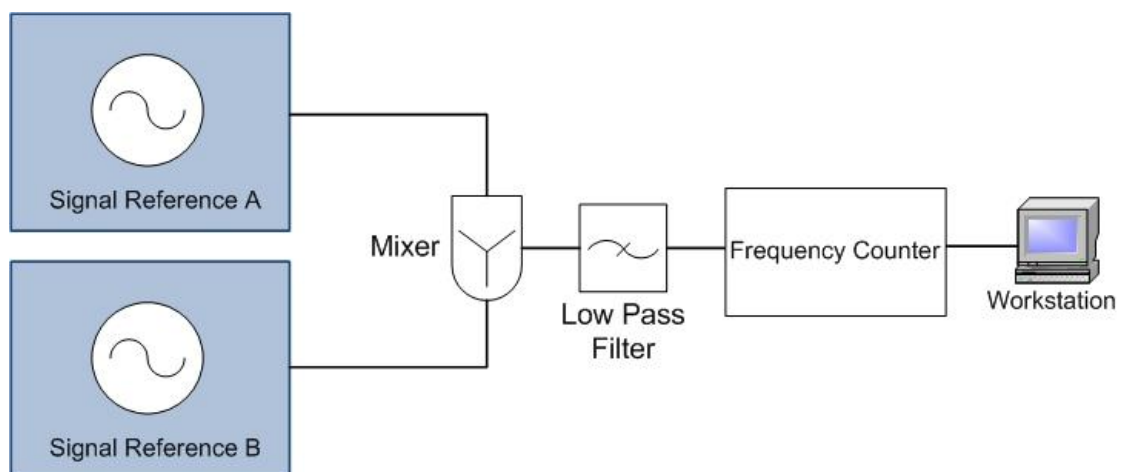 Signal Reference A
Mixer
Low Pass
Filter
Frequency Counter
Workstation
Signal Reference B